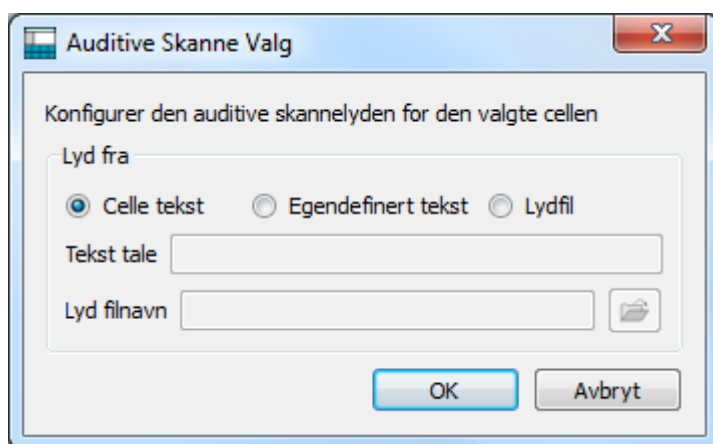 Auditive Skanne Valg
Konfigurer den auditive skannelyden for den valgte cellen
Lyd fra
Celle tekst Egendefinert tekst Lydfil
Tekst tale
Lyd filnavn
OK Avbryt